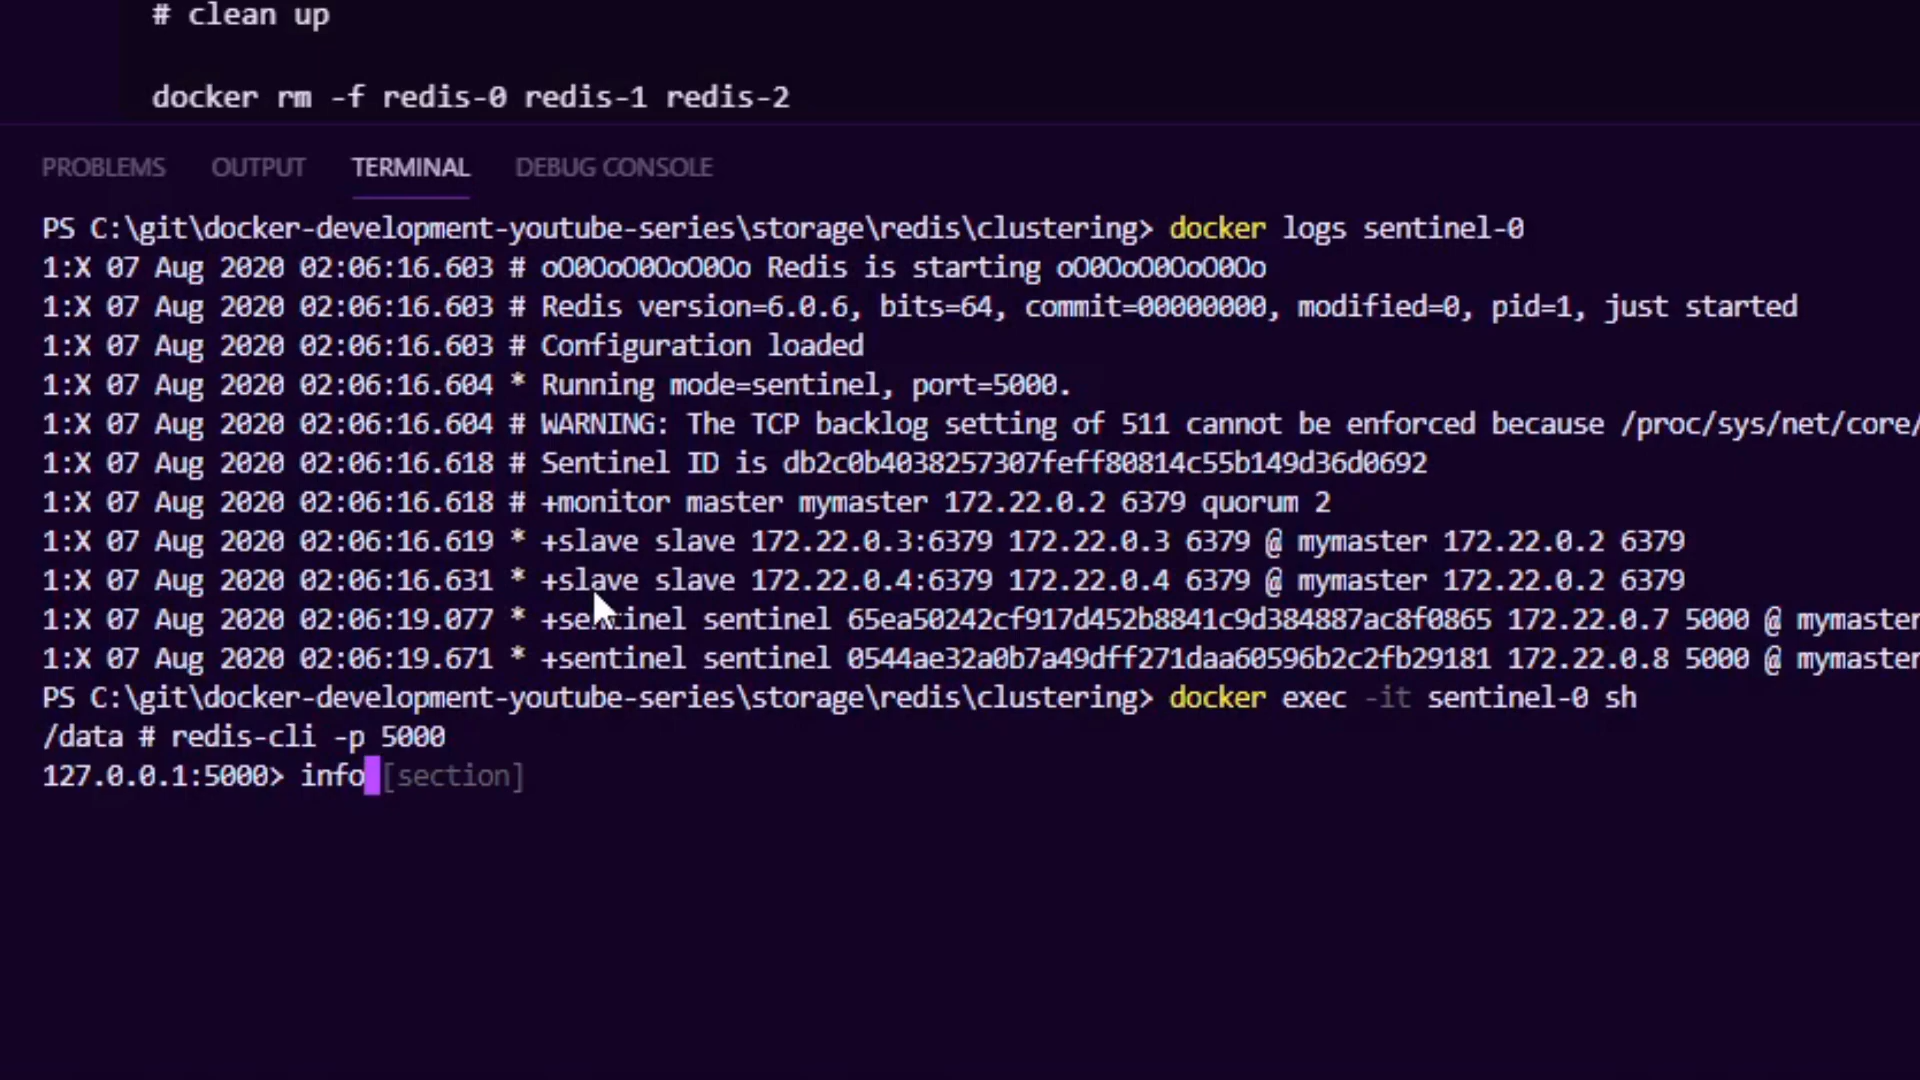 # clean up
docker rm -f redis-0 redis-1 redis-2
PROBLEMS OUTPUT TERMINAL DEBUG CONSOLE
PS C:\git\docker-development-youtube-series\storage\redis\clustering> docker logs sentinel-0
1:X 07 Aug 2020 02:06:16.603 # oO0OoO0OoO0Oo Redis is starting oO0OoO0OoO0Oo
1:X 07 Aug 2020 02:06:16.603 # Redis version=6.0.6, bits=64, commit=00000000, modified=0, pid=1, just started
1:X 07 Aug 2020 02:06:16.603 # Configuration loaded
1:X 07 Aug 2020 02:06:16.604 * Running mode=sentinel, port=5000.
1:X 07 Aug 2020 02:06:16.604 # WARNING: The TCP backlog setting of 511 cannot be enforced because /proc/sys/net/core/
1:X 07 Aug 2020 02:06:16.618 # Sentinel ID is db2c0b4038257307feff80814c55b149d36d0692
1:X 07 Aug 2020 02:06:16.618 # +monitor master mymaster 172.22.0.2 6379 quorum 2
1:X 07 Aug 2020 02:06:16.619 * +slave slave 172.22.0.3:6379 172.22.0.3 6379 @ mymaster 172.22.0.2 6379
1:X 07 Aug 2020 02:06:16.631 * +slave slave 172.22.0.4:6379 172.22.0.4 6379 @ mymaster 172.22.0.2 6379
1:X 07 Aug 2020 02:06:19.077 * +sentinel sentinel 65ea50242cf917d452b8841c9d384887ac8f0865 172.22.0.7 5000 @ mymaster
1:X 07 Aug 2020 02:06:19.671 * +sentinel sentinel 0544ae32a0b7a49dff271daa60596b2c2fb29181 172.22.0.8 5000 @ mymaster
PS C:\git\docker-development-youtube-series\storage\redis\clustering> docker exec -it sentinel-0 sh
/data # redis-cli -p 5000
127.0.0.1:5000> info [section]